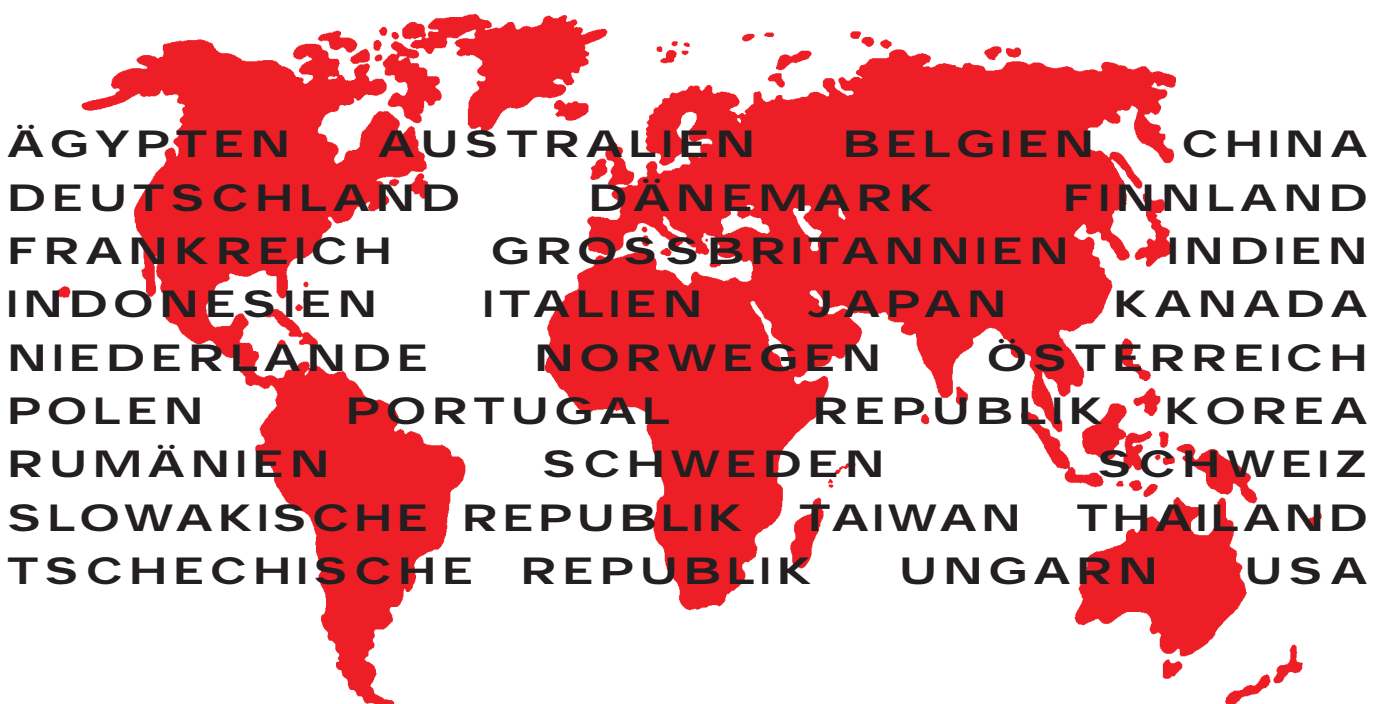 ÄGYPTEN AUSTRALIEN BELGIEN CHINA
DEUTSCHLAND DÄNEMARK FINNLAND
FRANKREICH GROSSBRITANNIEN INDIEN
INDONESIEN ITALIEN JAPAN KANADA
NIEDERLANDE NORWEGEN ÖSTERREICH
POLEN PORTUGAL REPUBLIK KOREA
RUMÄNIEN SCHWEDEN SCHWEIZ
SLOWAKISCHE REPUBLIK TAIWAN THAILAND
TSCHECHISCHE REPUBLIK UNGARN USA